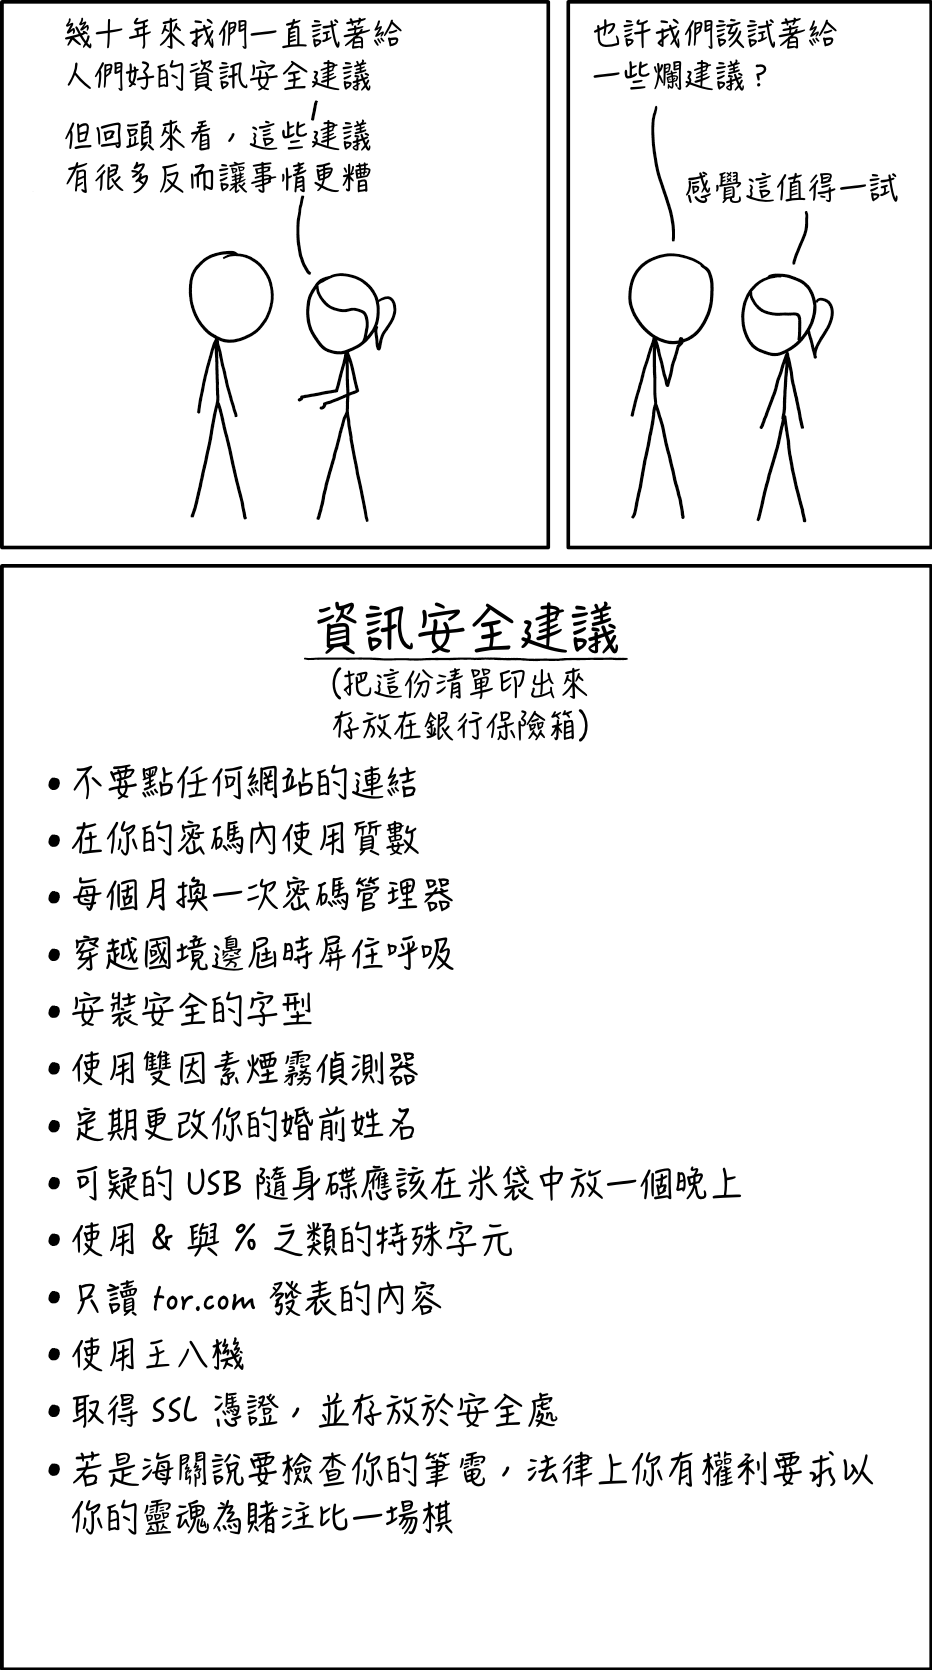 幾十年來我們一直試著給
人們好的資訊安全建議
但回頭來看，這些建議
有很多反而讓事情更糟
也許我們該試著給
一些爛建議？
感覺這值得一試
資訊安全建議
(把這份清單印出來
存放在銀行保險箱)
• 不要點任何網站的連結
• 在你的密碼內使用質數
• 每個月換一次密碼管理器
• 穿越國境邊屆時屏住呼吸
• 安裝安全的字型
• 使用雙因素煙霧偵測器
• 定期更改你的婚前姓名
• 可疑的 USB 隨身碟應該在米袋中放一個晚上
• 使用 & 與 % 之類的特殊字元
• 只讀 tor.com 發表的內容
• 使用王八機
• 取得 SSL 憑證，並存放於安全處
• 若是海關說要檢查你的筆電，法律上你有權利要求以
你的靈魂為賭注比一場棋